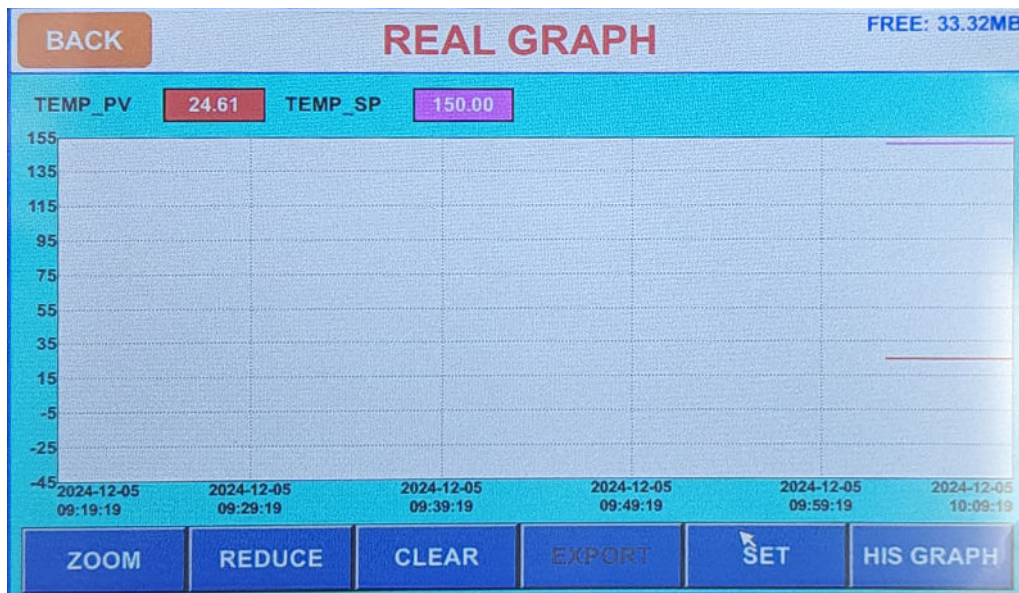 BACK
REAL GRAPH
FREE: 33.32MB
TEMP_PV 24.61 TEMP_SP 150.00
155
135
115
95
75
55
35
15
-5
-25
-45
2024-12-05 2024-12-05 2024-12-05 2024-12-05 2024-12-05 2024-12-05
09:19:19 09:29:19 09:39:19 09:49:19 09:59:19 10:09:19
ZOOM REDUCE CLEAR EXPORT SET HIS GRAPH